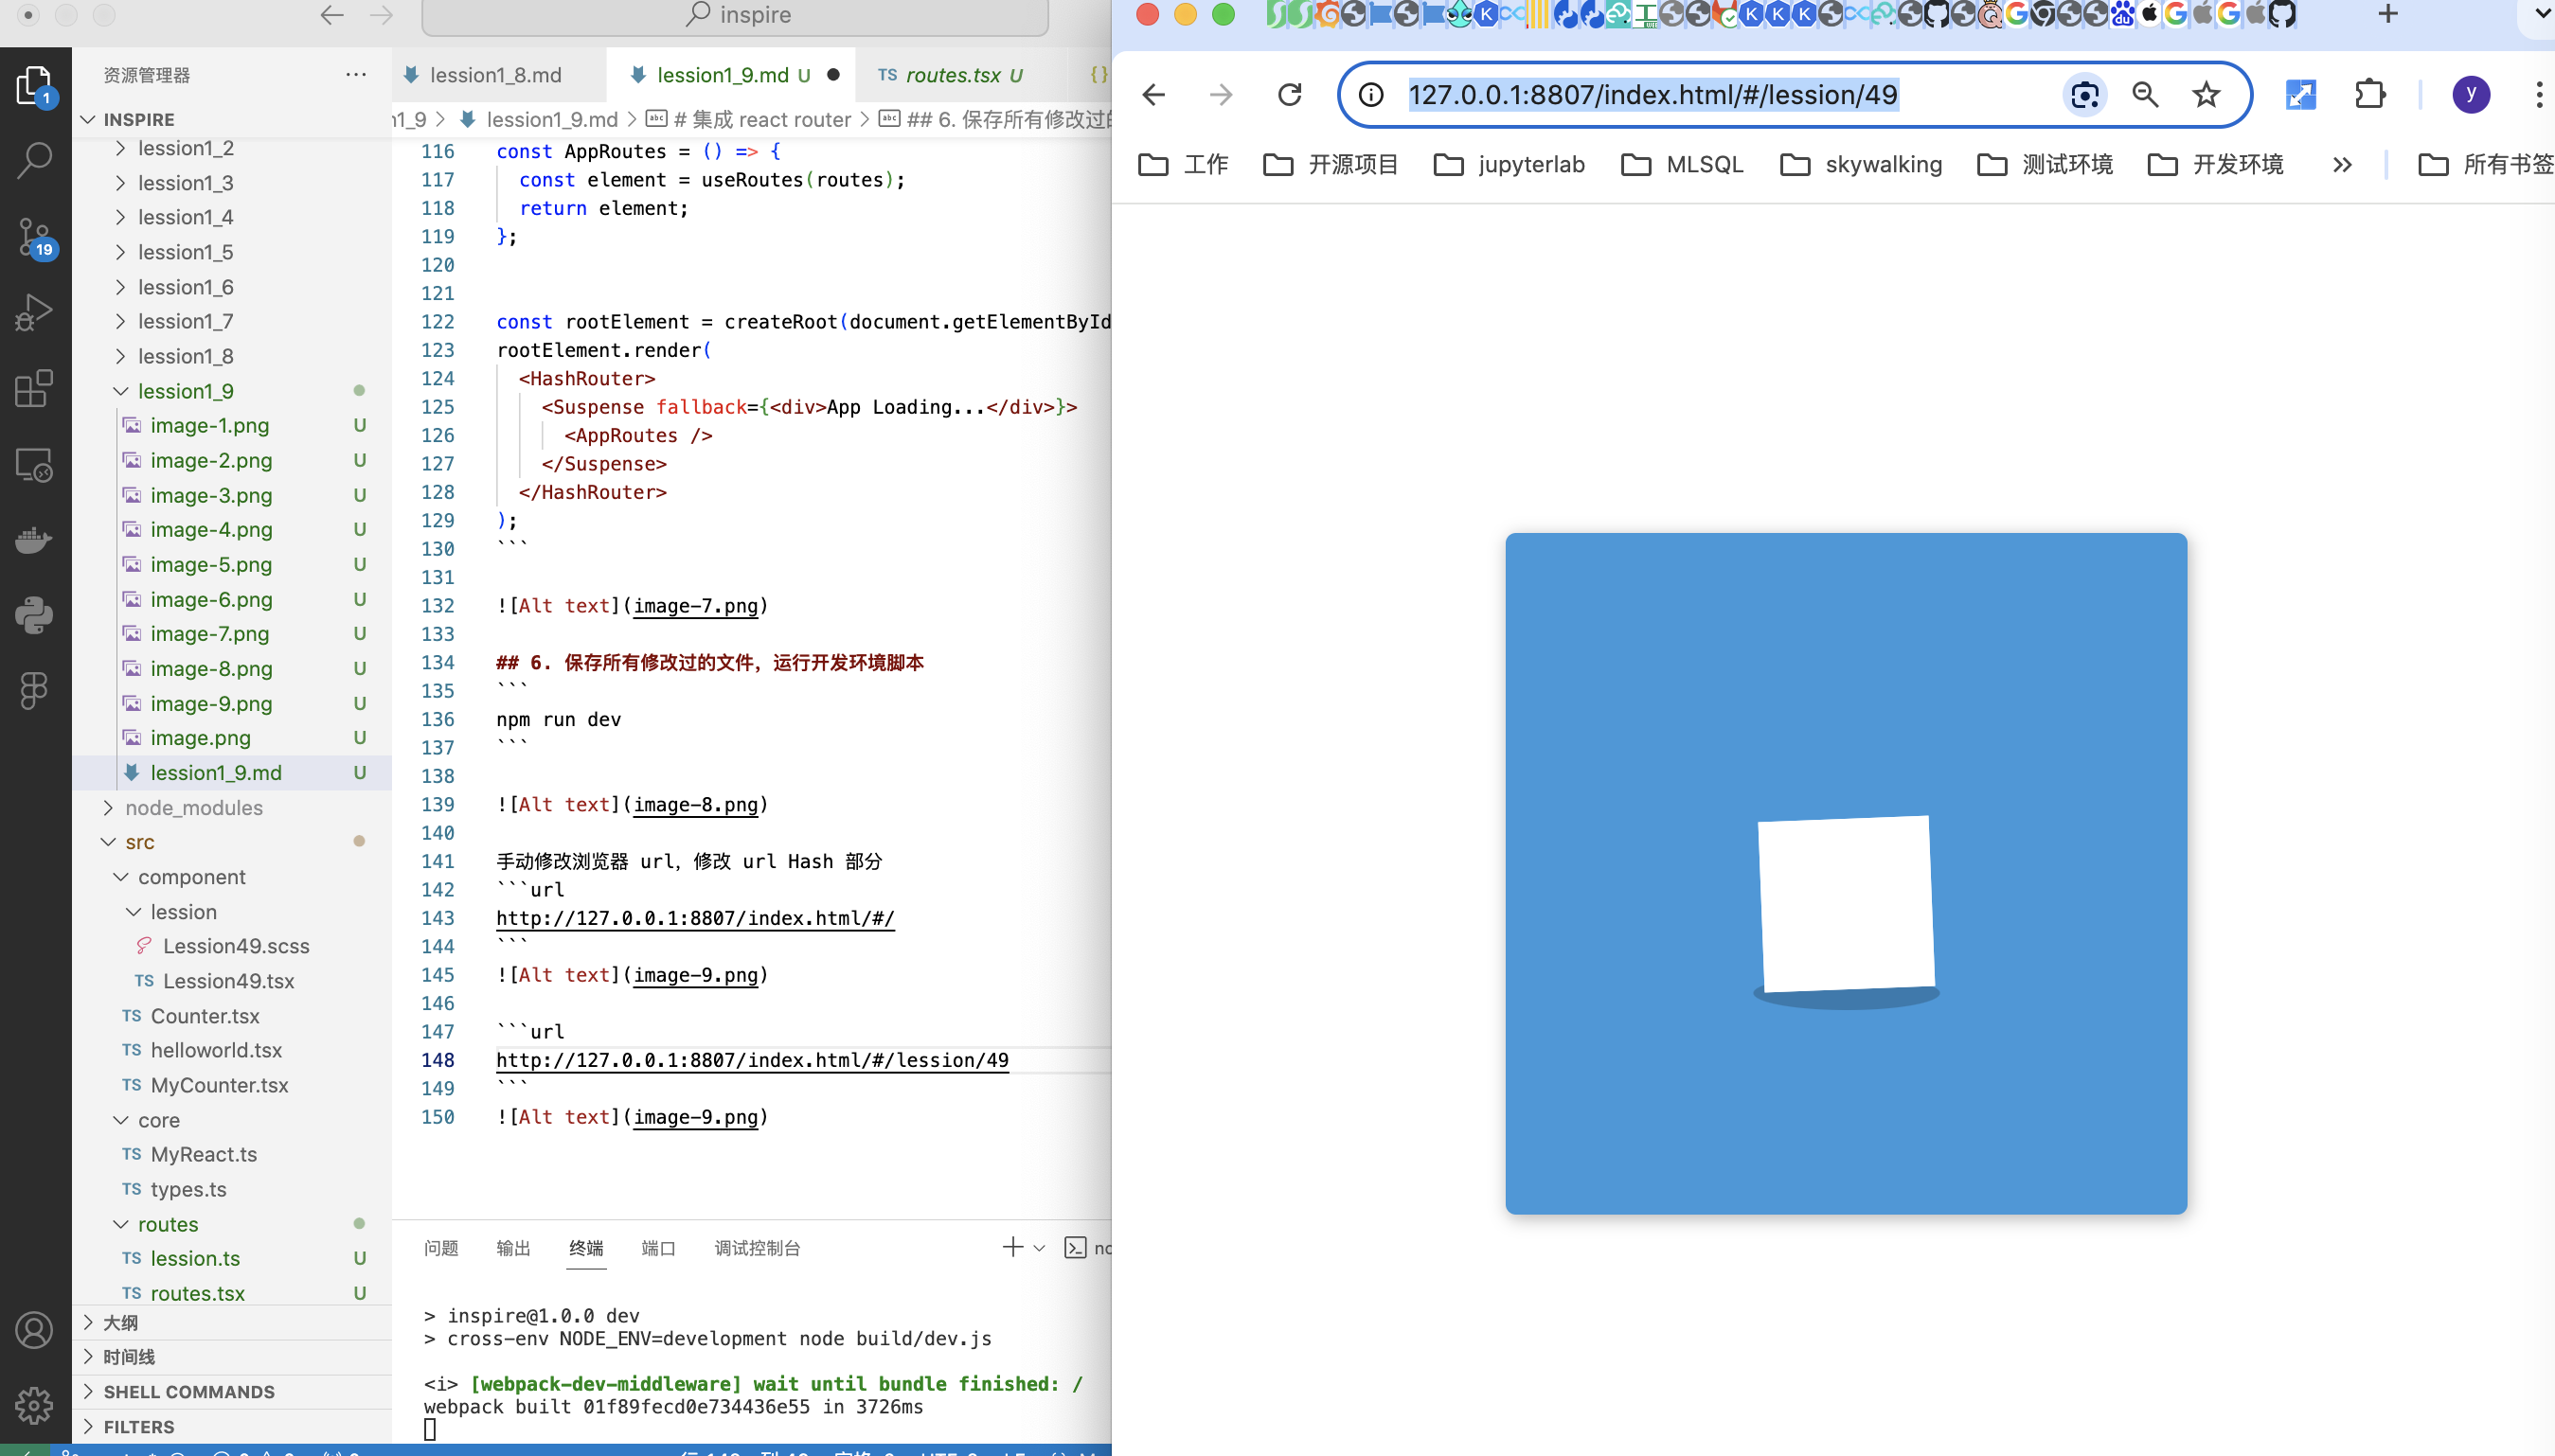 inspire
资源管理器
INSPIRE
lession1_2
lession1_3
lession1_4
lession1_5
lession1_6
lession1_7
lession1_8
lession1_9
image-1.png U
image-2.png U
image-3.png U
image-4.png U
image-5.png U
image-6.png U
image-7.png U
image-8.png U
image-9.png U
image.png U
lession1_9.md U
node_modules
src
component
lession
Lession49.scss
TS Lession49.tsx
TS Counter.tsx
TS helloworld.tsx
TS MyCounter.tsx
core
TS MyReact.ts
TS types.ts
routes
TS lession.ts U
TS routes.tsx U
大纲
时间线
SHELL COMMANDS
FILTERS
1
19
lession1_8.md
lession1_9.md U
TS routes.tsx U
{}
n1_9 > lession1_9.md > # 集成 react router > ## 6. 保存所有修改过的
116 const AppRoutes = () => {
117 const element = useRoutes(routes);
118 return element;
119 };
120
121
122 const rootElement = createRoot(document.getElementById
123 rootElement.render(
124 <HashRouter>
125 <Suspense fallback={<div>App Loading...</div>}>
126 <AppRoutes />
127 </Suspense>
128 </HashRouter>
129 );
130 ```
131
132 ![Alt text](image-7.png)
133
134 ## 6. 保存所有修改过的文件，运行开发环境脚本
135 ```
136 npm run dev
137 ```
138
139 ![Alt text](image-8.png)
140
141 手动修改浏览器 url，修改 url Hash 部分
142 ```url
143 http://127.0.0.1:8807/index.html/#/
144 ```
145 ![Alt text](image-9.png)
146
147 ```url
148 http://127.0.0.1:8807/index.html/#/lession/49
149 ```
150 ![Alt text](image-9.png)
问题 输出 终端 端口 调试控制台
> inspire@1.0.0 dev
> cross-env NODE_ENV=development node build/dev.js
<i> [webpack-dev-middleware] wait until bundle finished: /
webpack built 01f89fecd0e734436e55 in 3726ms
127.0.0.1:8807/index.html/#/lession/49
y
工作 开源项目 jupyterlab MLSQL skywalking 测试环境 开发环境 » 所有书签